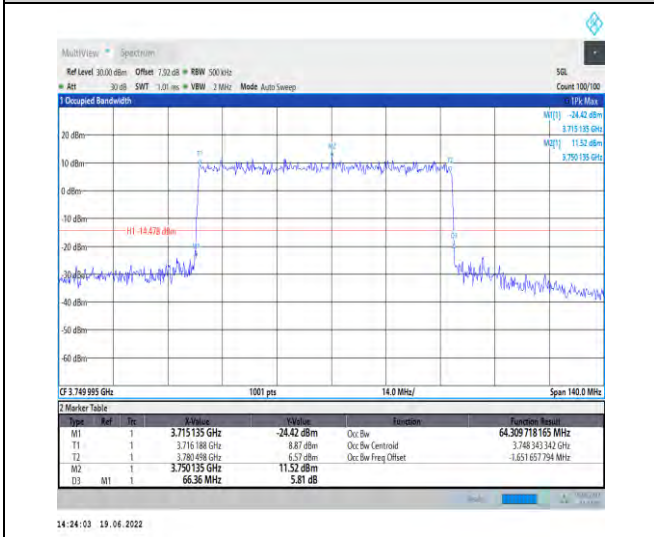 MultiView Spectrum
Ref Level 30.00 dBm Offset 7.92 dB RBW 500 kHz SGL
Att 30 dB SWT 1.01 ms VBW 2 MHz Mode Auto Sweep Count 100/100
1 Occupied Bandwidth 1Pk Max
M1[1] -24.42 dBm
3.715 135 GHz
M2[1] 11.52 dBm
3.750 135 GHz
20 dBm
10 dBm
0 dBm
-10 dBm
H1 -14.478 dBm
-20 dBm
-30 dBm
-40 dBm
-50 dBm
-60 dBm
T1
M2
T2
M1
D3
CF 3.749 995 GHz 1001 pts 14.0 MHz/ Span 140.0 MHz
2 Marker Table
Type Ref Trc X-Value Y-Value Function Function Result
M1 1 3.715 135 GHz -24.42 dBm Occ Bw 64.309 718 165 MHz
T1 1 3.716 188 GHz 8.87 dBm Occ Bw Centroid 3.748 343 342 GHz
T2 1 3.780 498 GHz 6.57 dBm Occ Bw Freq Offset -1.651 657 794 MHz
M2 1 3.750 135 GHz 11.52 dBm
D3 M1 1 66.36 MHz 5.81 dB
14:24:03 19.06.2022